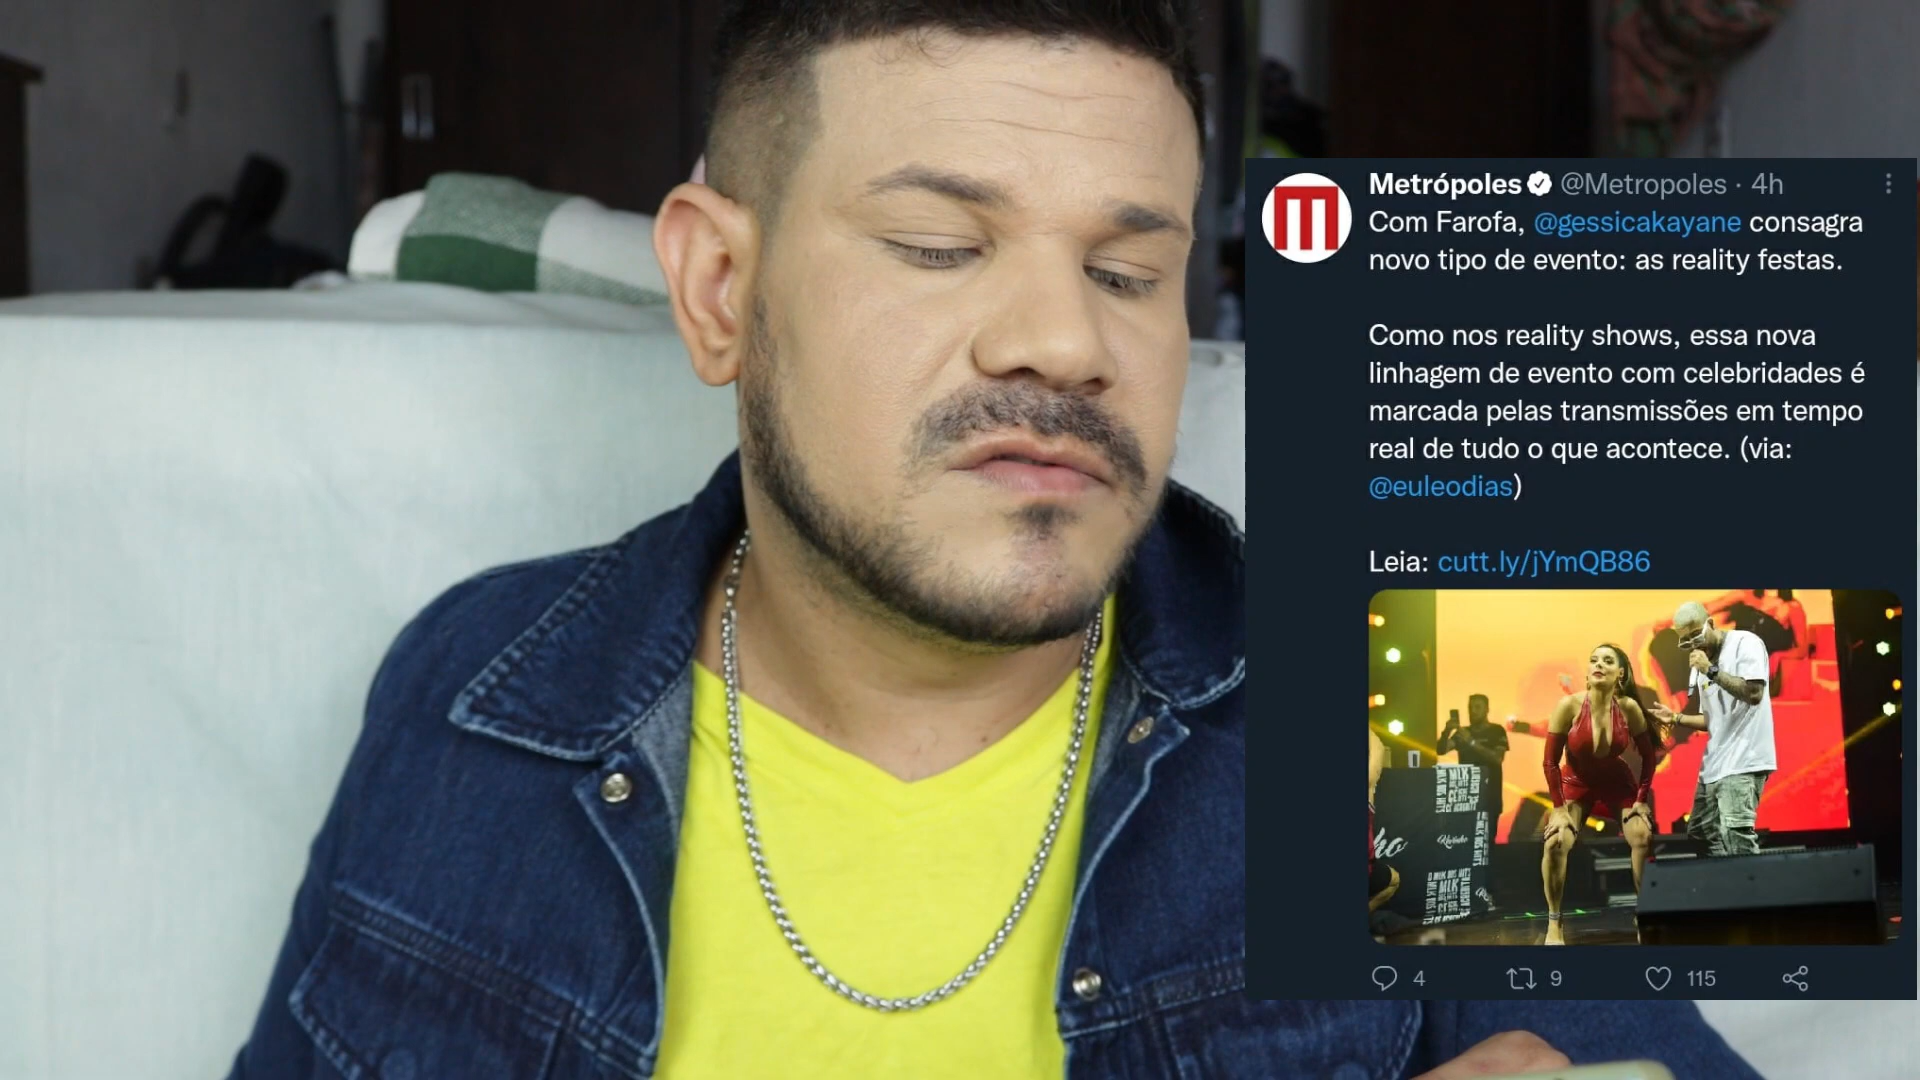 Metrópoles @Metropoles · 4h
Com Farofa, @gessicakayane consagra
novo tipo de evento: as reality festas.
Como nos reality shows, essa nova
linhagem de evento com celebridades é
marcada pelas transmissões em tempo
real de tudo o que acontece. (via:
@euleodias)
Leia: cutt.ly/jYmQB86
4 9 115